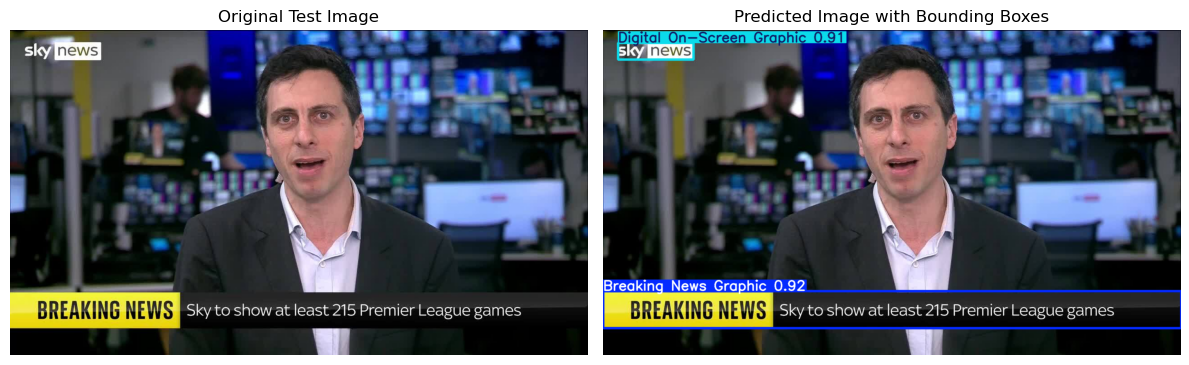 Original Test Image
sky news
BREAKING NEWS Sky to show at least 215 Premier League games
Predicted Image with Bounding Boxes
Digital On-Screen Graphic 0.91
sky news
Breaking News Graphic 0.92
BREAKING NEWS Sky to show at least 215 Premier League games